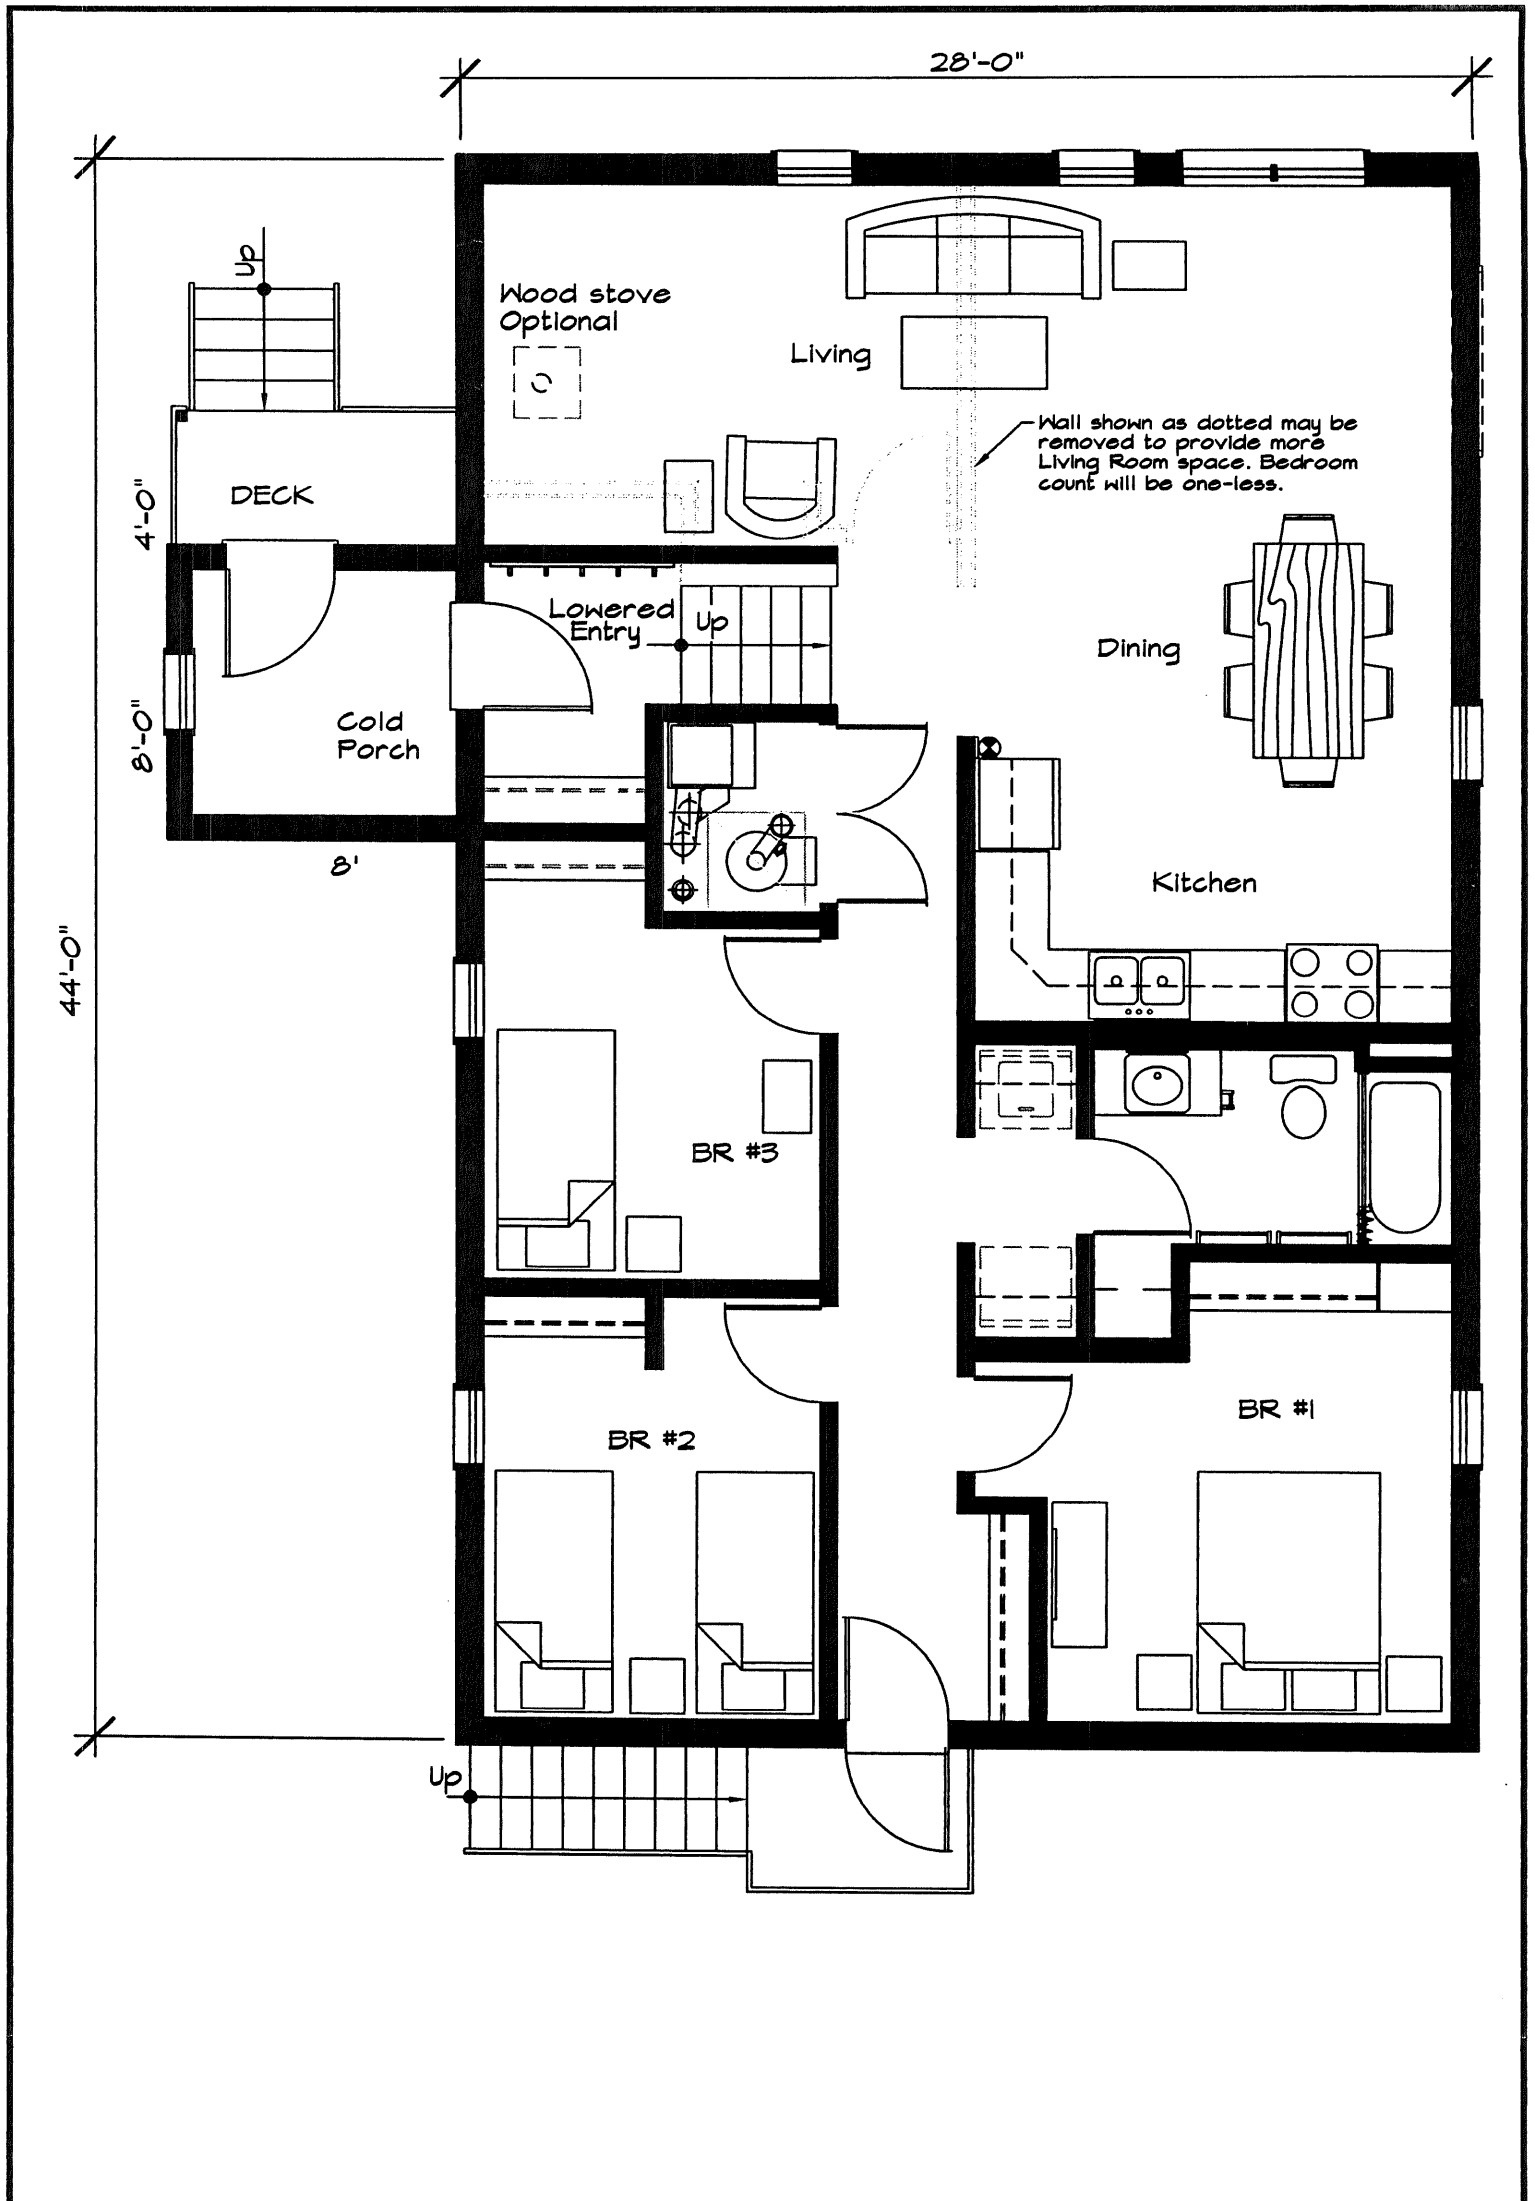 28'-0"
Up
Wood stove
Optional
Living
Wall shown as dotted may be
removed to provide more
Living Room space. Bedroom
count will be one-less.
DECK
4'-0"
Lowered
Entry
Up
Dining
Cold
Porch
8'-0"
8'
Kitchen
44'-0"
BR #3
BR #1
BR #2
Up